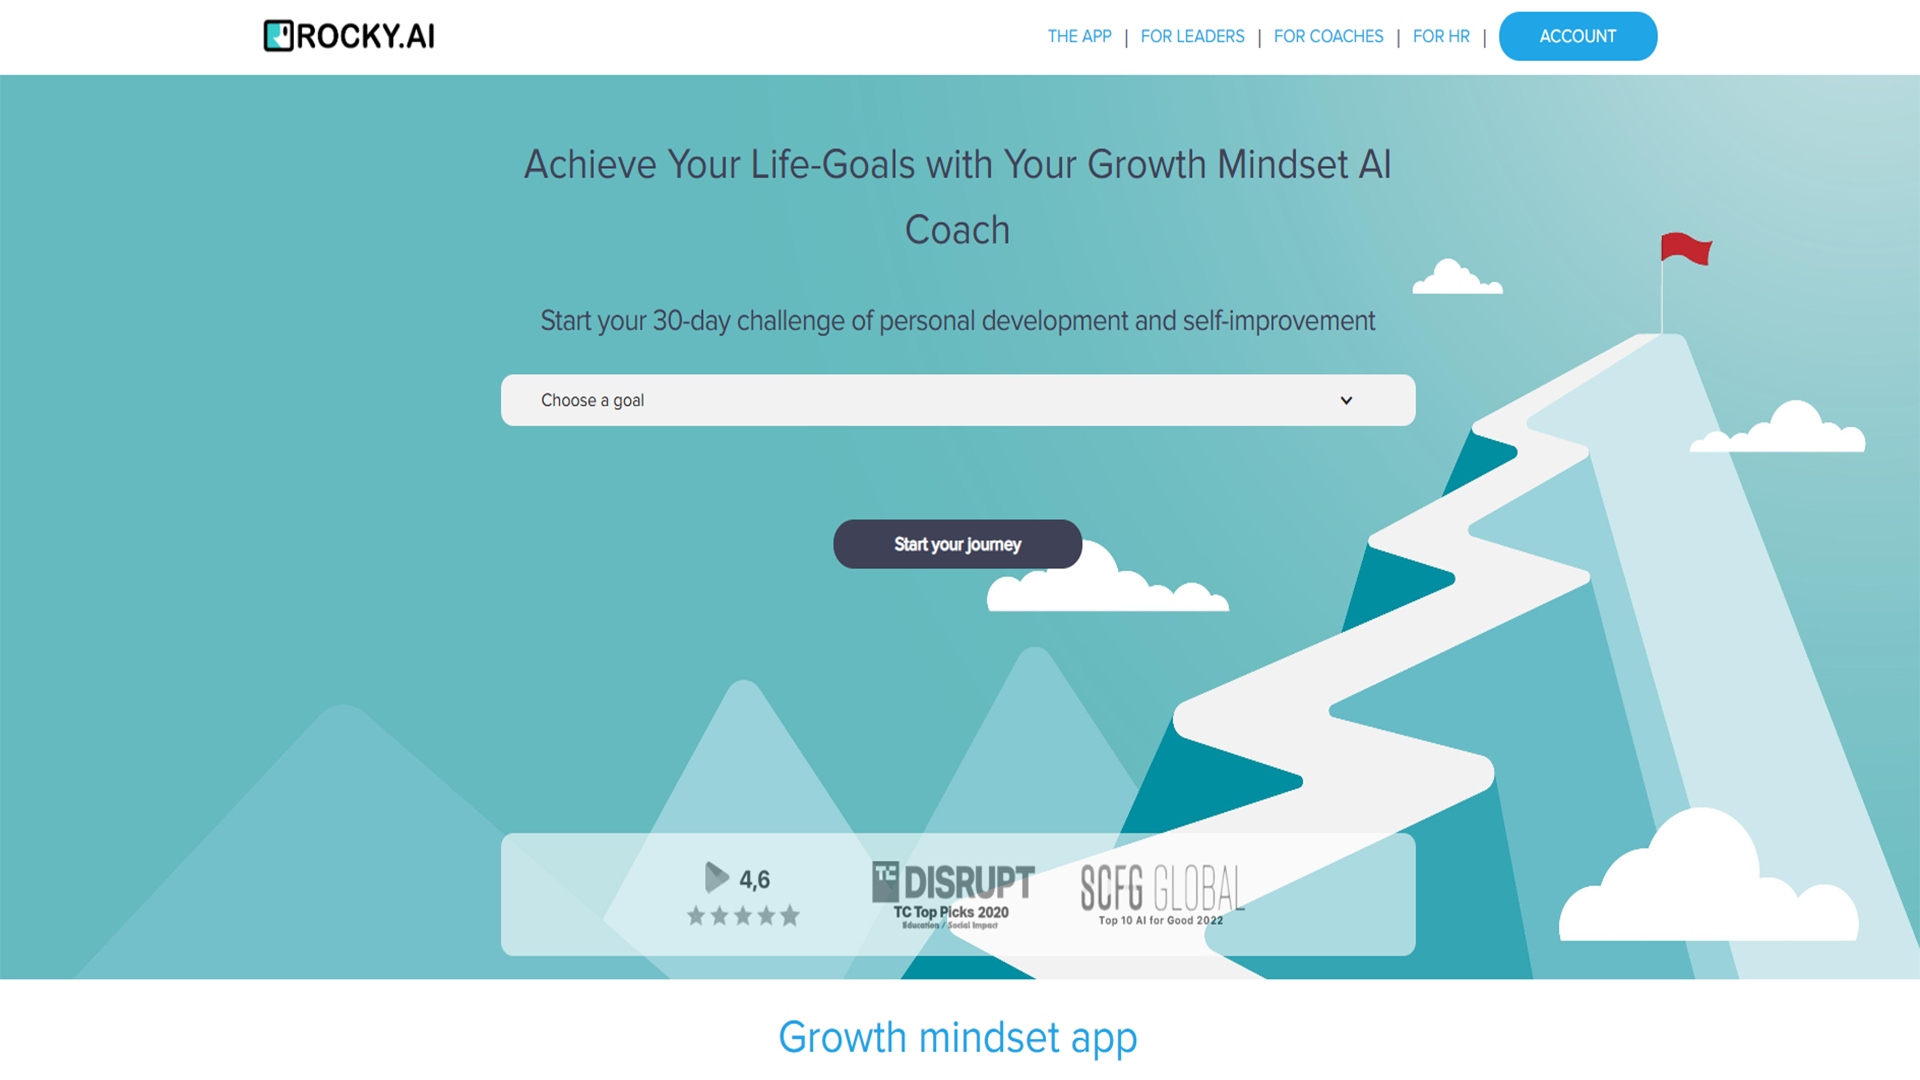 ROCKY.AI
THE APP | FOR LEADERS | FOR COACHES | FOR HR | ACCOUNT
Achieve Your Life-Goals with Your Growth Mindset AI
Coach
Start your 30-day challenge of personal development and self-improvement
Choose a goal
Start your journey
4,6
TC DISRUPT
TC Top Picks 2020
Education / Social Impact
SCFG GLOBAL
Top 10 AI for Good 2022
Growth mindset app